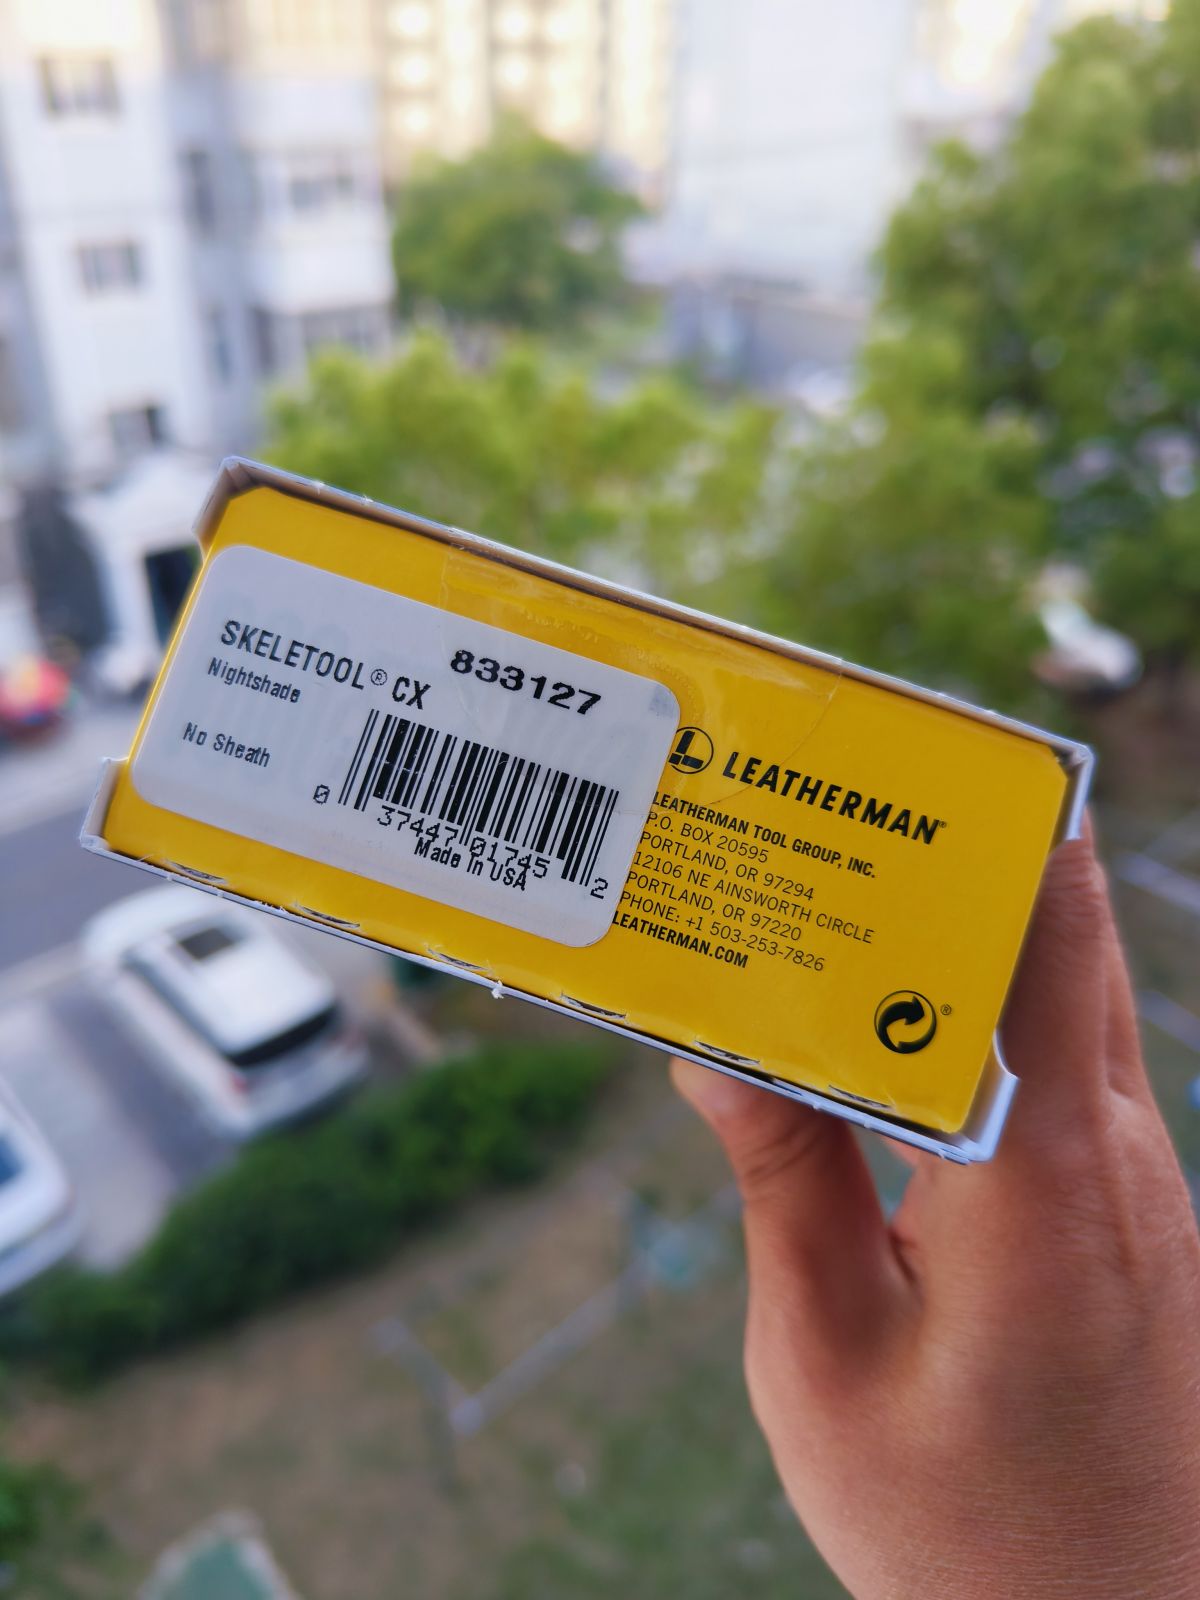 SKELETOOL® CX
833127
Nightshade
No Sheath
0 37447 01745 2
Made in USA
LEATHERMAN®
LEATHERMAN TOOL GROUP, INC.
P.O. BOX 20595
PORTLAND, OR 97294
12106 NE AINSWORTH CIRCLE
PORTLAND, OR 97220
PHONE: +1 503-253-7826
LEATHERMAN.COM
®